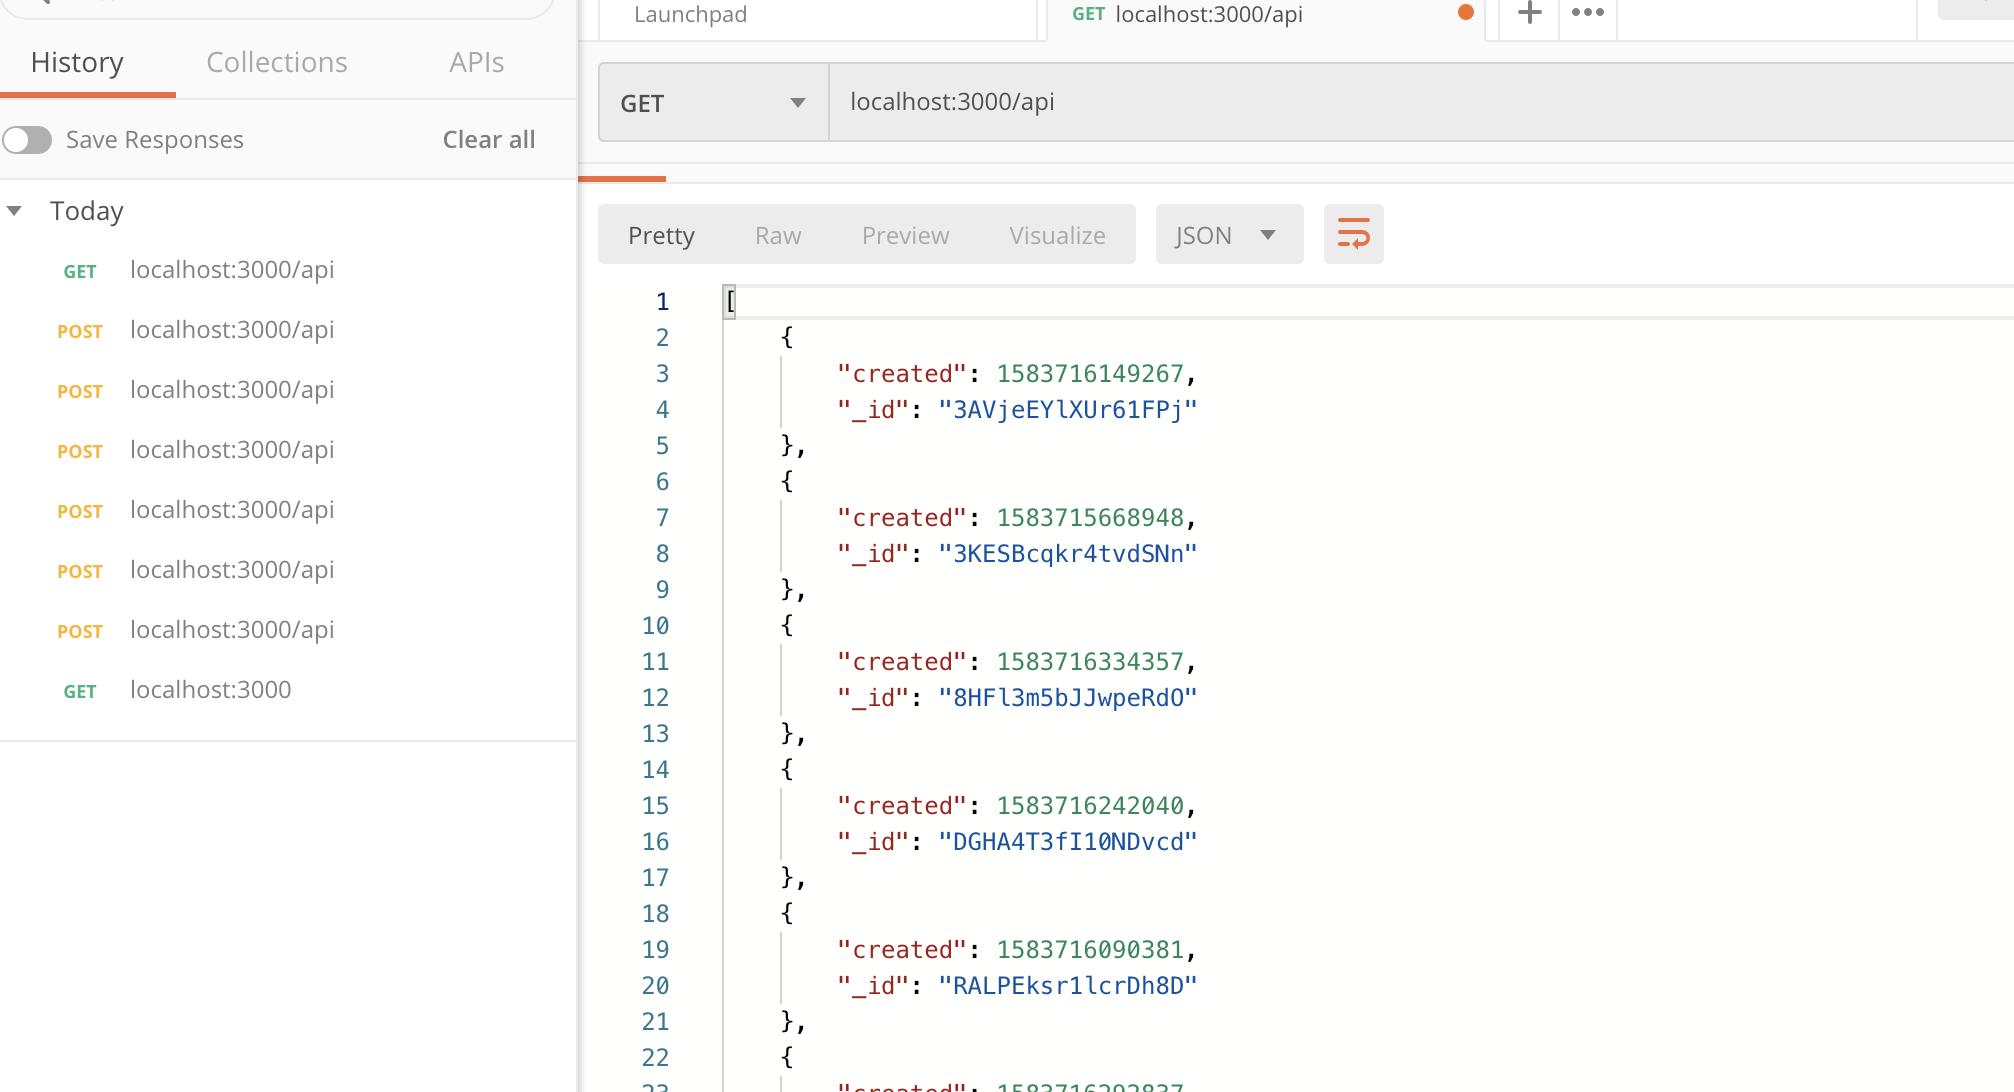 History Collections APIs
Save Responses Clear all
Today
GET localhost:3000/api
POST localhost:3000/api
POST localhost:3000/api
POST localhost:3000/api
POST localhost:3000/api
POST localhost:3000/api
POST localhost:3000/api
GET localhost:3000
Launchpad GET localhost:3000/api
GET localhost:3000/api
Pretty Raw Preview Visualize JSON
1 [
2 {
3 "created": 1583716149267,
4 "_id": "3AVjeEYlXUr61FPj"
5 },
6 {
7 "created": 1583715668948,
8 "_id": "3KESBcqkr4tvdSNn"
9 },
10 {
11 "created": 1583716334357,
12 "_id": "8HFl3m5bJJwpeRdO"
13 },
14 {
15 "created": 1583716242040,
16 "_id": "DGHA4T3fI10NDvcd"
17 },
18 {
19 "created": 1583716090381,
20 "_id": "RALPEksr1lcrDh8D"
21 },
22 {
23 "created": 1583716292837,